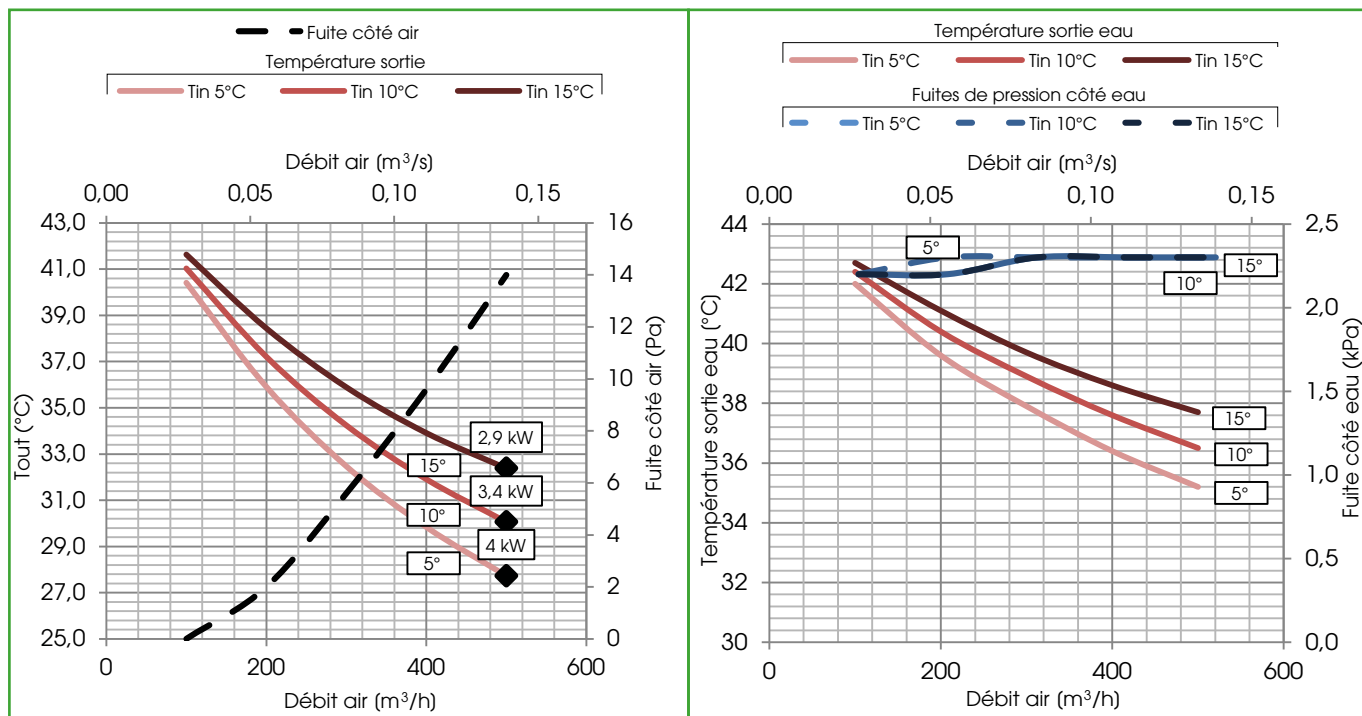 Fuite côté air
Température sortie
Tin 5°C Tin 10°C Tin 15°C
Débit air (m³/s)
0,00 0,05 0,10 0,15
43,0
41,0
39,0
37,0
35,0
33,0
31,0
29,0
27,0
25,0
Tout (°C)
16
14
12
10
8
6
4
2
0
Fuite côté air (Pa)
2,9 kW
15°
3,4 kW
10°
4 kW
5°
0 200 400 600
Débit air (m³/h)
Température sortie eau
Tin 5°C Tin 10°C Tin 15°C
Fuites de pression côté eau
Tin 5°C Tin 10°C Tin 15°C
Débit air (m³/s)
0,00 0,05 0,10 0,15
44
42
40
38
36
34
32
30
Température sortie eau (°C)
2,5
2,0
1,5
1,0
0,5
0,0
Fuite côté eau (kPa)
5°
15°
10°
15°
10°
5°
0 200 400 600
Débit air (m³/h)